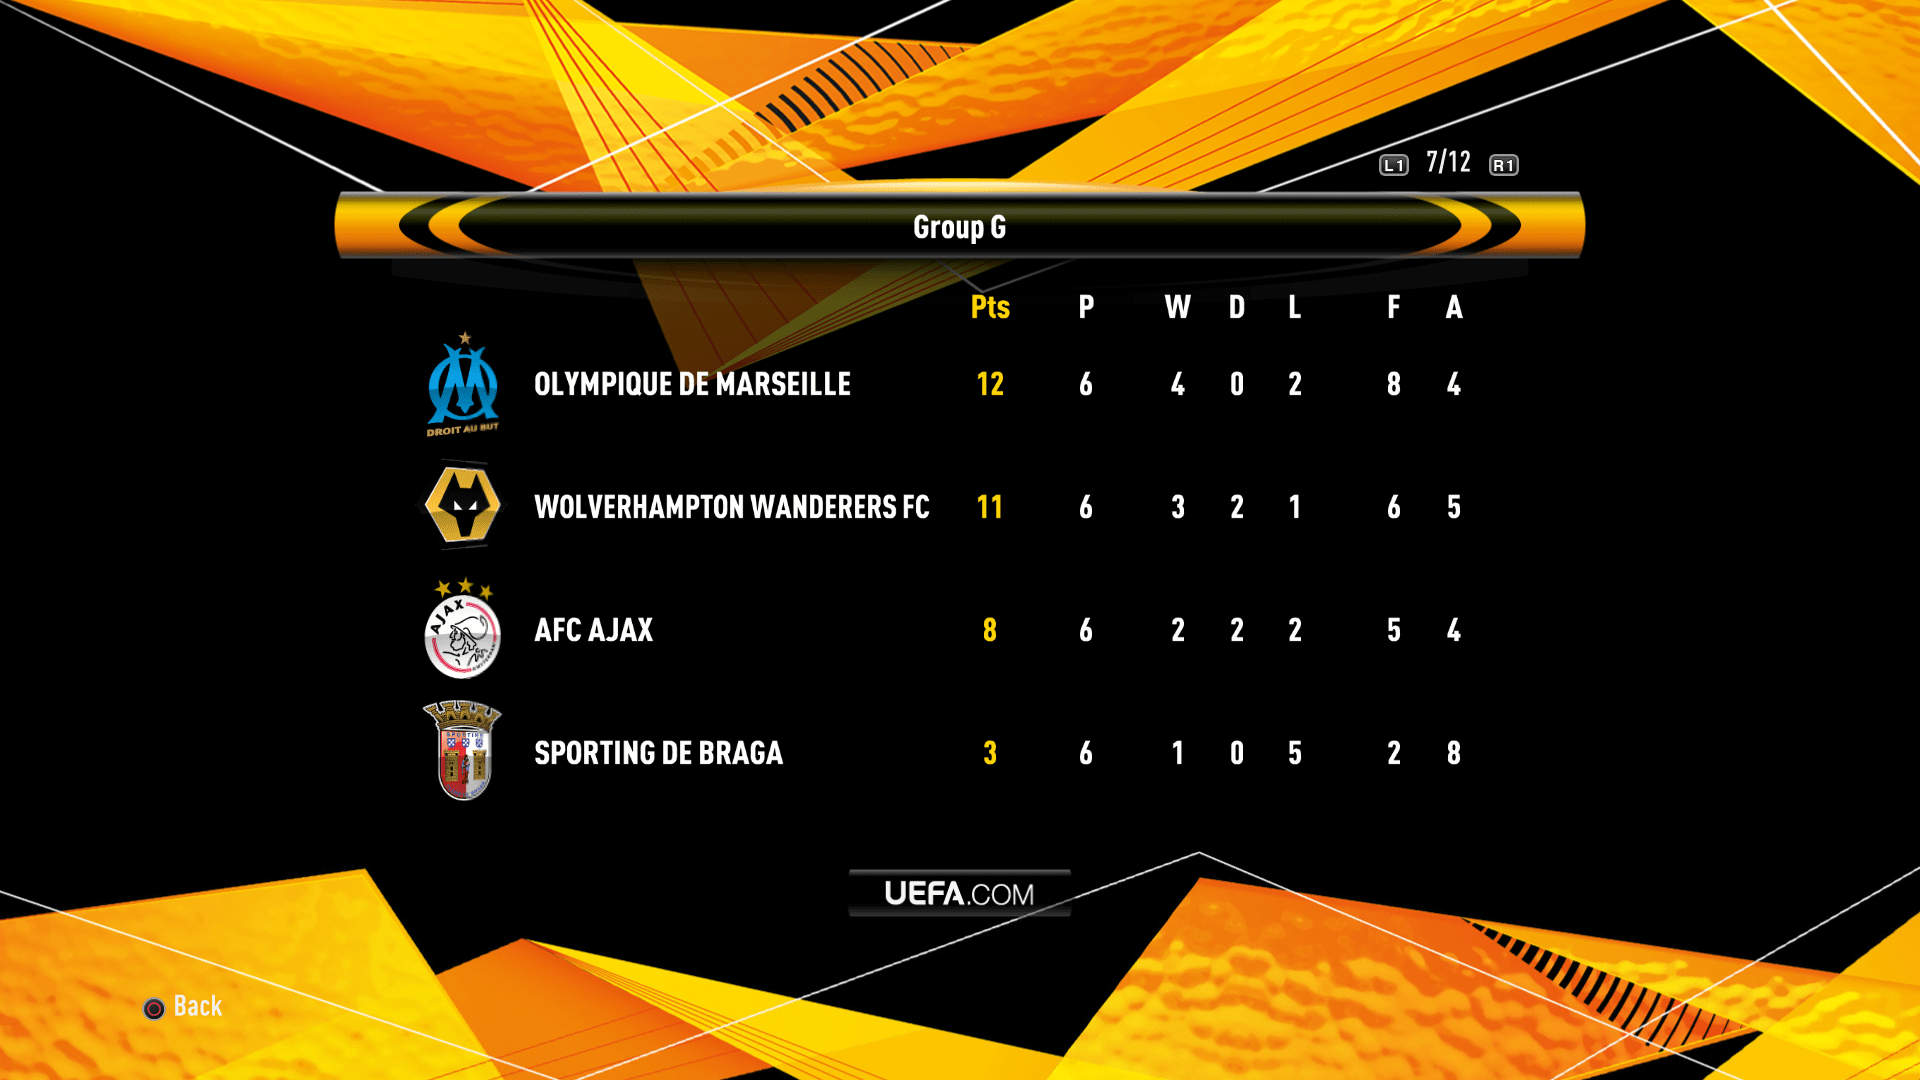 L1 7/12 R1
Group G
Pts P W D L F A
DROIT AU BUT
OLYMPIQUE DE MARSEILLE 12 6 4 0 2 8 4
WOLVERHAMPTON WANDERERS FC 11 6 3 2 1 6 5
AJAX
AFC AJAX 8 6 2 2 2 5 4
SPORTING DE BRAGA 3 6 1 0 5 2 8
UEFA.COM
Back